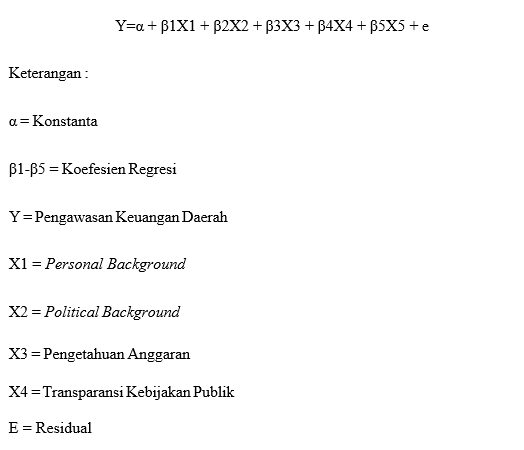 Y=α + β1X1 + β2X2 + β3X3 + β4X4 + β5X5 + e
Keterangan :
α = Konstanta
β1-β5 = Koefesien Regresi
Y = Pengawasan Keuangan Daerah
X1 = Personal Background
X2 = Political Background
X3 = Pengetahuan Anggaran
X4 = Transparansi Kebijakan Publik
E = Residual